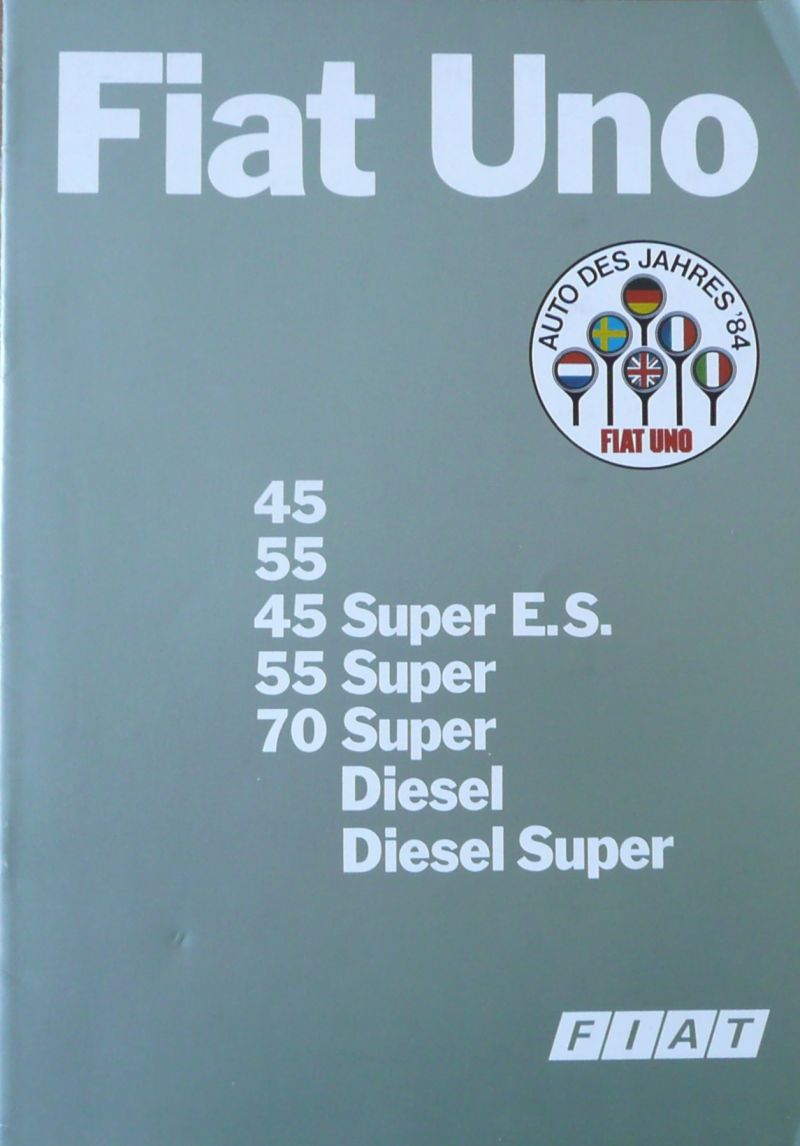 Fiat Uno
AUTO DES JAHRES '84
FIAT UNO
45
55
45 Super E.S.
55 Super
70 Super
Diesel
Diesel Super
FIAT